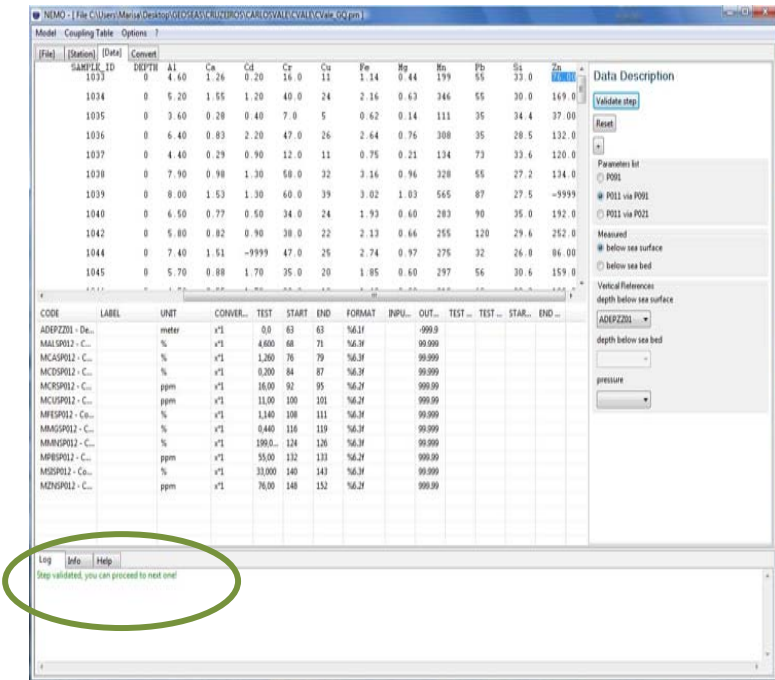 NEMO - [ File C:\Users\Marisa\Desktop\GEOSEAS\CRUZEIROS\CARLOSVALE\CVALE\CVale_GQ.pm ]
Model Coupling Table Options ?
[File] [Station] [Data] Convert
SAMPLE_ID DEPTH Al Ca Cd Cr Cu Fe Mg Mn Pb Si Zn
1033 0 4.60 1.26 0.20 16.0 11 1.14 0.44 199 55 33.0 76.00
1034 0 5.20 1.55 1.20 40.0 24 2.16 0.63 346 55 30.0 169.0
1035 0 3.60 0.28 0.40 7.0 5 0.62 0.14 111 35 34.4 37.00
1036 0 6.40 0.83 2.20 47.0 26 2.64 0.76 308 35 28.5 132.0
1037 0 4.40 0.29 0.90 12.0 11 0.75 0.21 134 73 33.6 120.0
1038 0 7.90 0.98 1.30 58.0 32 3.16 0.96 328 55 27.2 134.0
1039 0 8.00 1.53 1.30 60.0 39 3.02 1.03 565 87 27.5 -9999
1040 0 6.50 0.77 0.50 34.0 24 1.93 0.60 283 90 35.0 192.0
1042 0 5.80 0.82 0.90 38.0 22 2.13 0.66 255 120 29.6 252.0
1044 0 7.40 1.51 -9999 47.0 25 2.74 0.97 275 32 26.0 86.00
1045 0 5.70 0.88 1.70 35.0 20 1.85 0.60 297 56 30.6 159.0
Data Description
Validate step
Reset
+
Parameters list
P091
P011 via P091
P011 via P021
Measured
below sea surface
below sea bed
Vertical References
depth below sea surface
ADEPZZ01
depth below sea bed
pressure
CODE LABEL UNIT CONVER... TEST START END FORMAT INPU... OUT... TEST ... TEST ... STAR... END ...
ADEPZZ01 - De... meter x*1 0,0 63 63 %6.1f -999.9
MALSP012 - C... % x*1 4,600 68 71 %6.3f 99.999
MCASP012 - C... % x*1 1,260 76 79 %6.3f 99.999
MCDSP012 - C... % x*1 0,200 84 87 %6.3f 99.999
MCRSP012 - C... ppm x*1 16,00 92 95 %6.2f 999.99
MCUSP012 - C... ppm x*1 11,00 100 101 %6.2f 999.99
MFESP012 - Co... % x*1 1,140 108 111 %6.3f 99.999
MMGSP012 - C... % x*1 0,440 116 119 %6.3f 99.999
MMNSP012 - C... % x*1 199,0... 124 126 %6.3f 99.999
MPBSP012 - C... ppm x*1 55,00 132 133 %6.2f 999.99
MSISP012 - Co... % x*1 33,000 140 143 %6.3f 99.999
MZNSP012 - C... ppm x*1 76,00 148 152 %6.2f 999.99
Log Info Help
Step validated, you can proceed to next one!